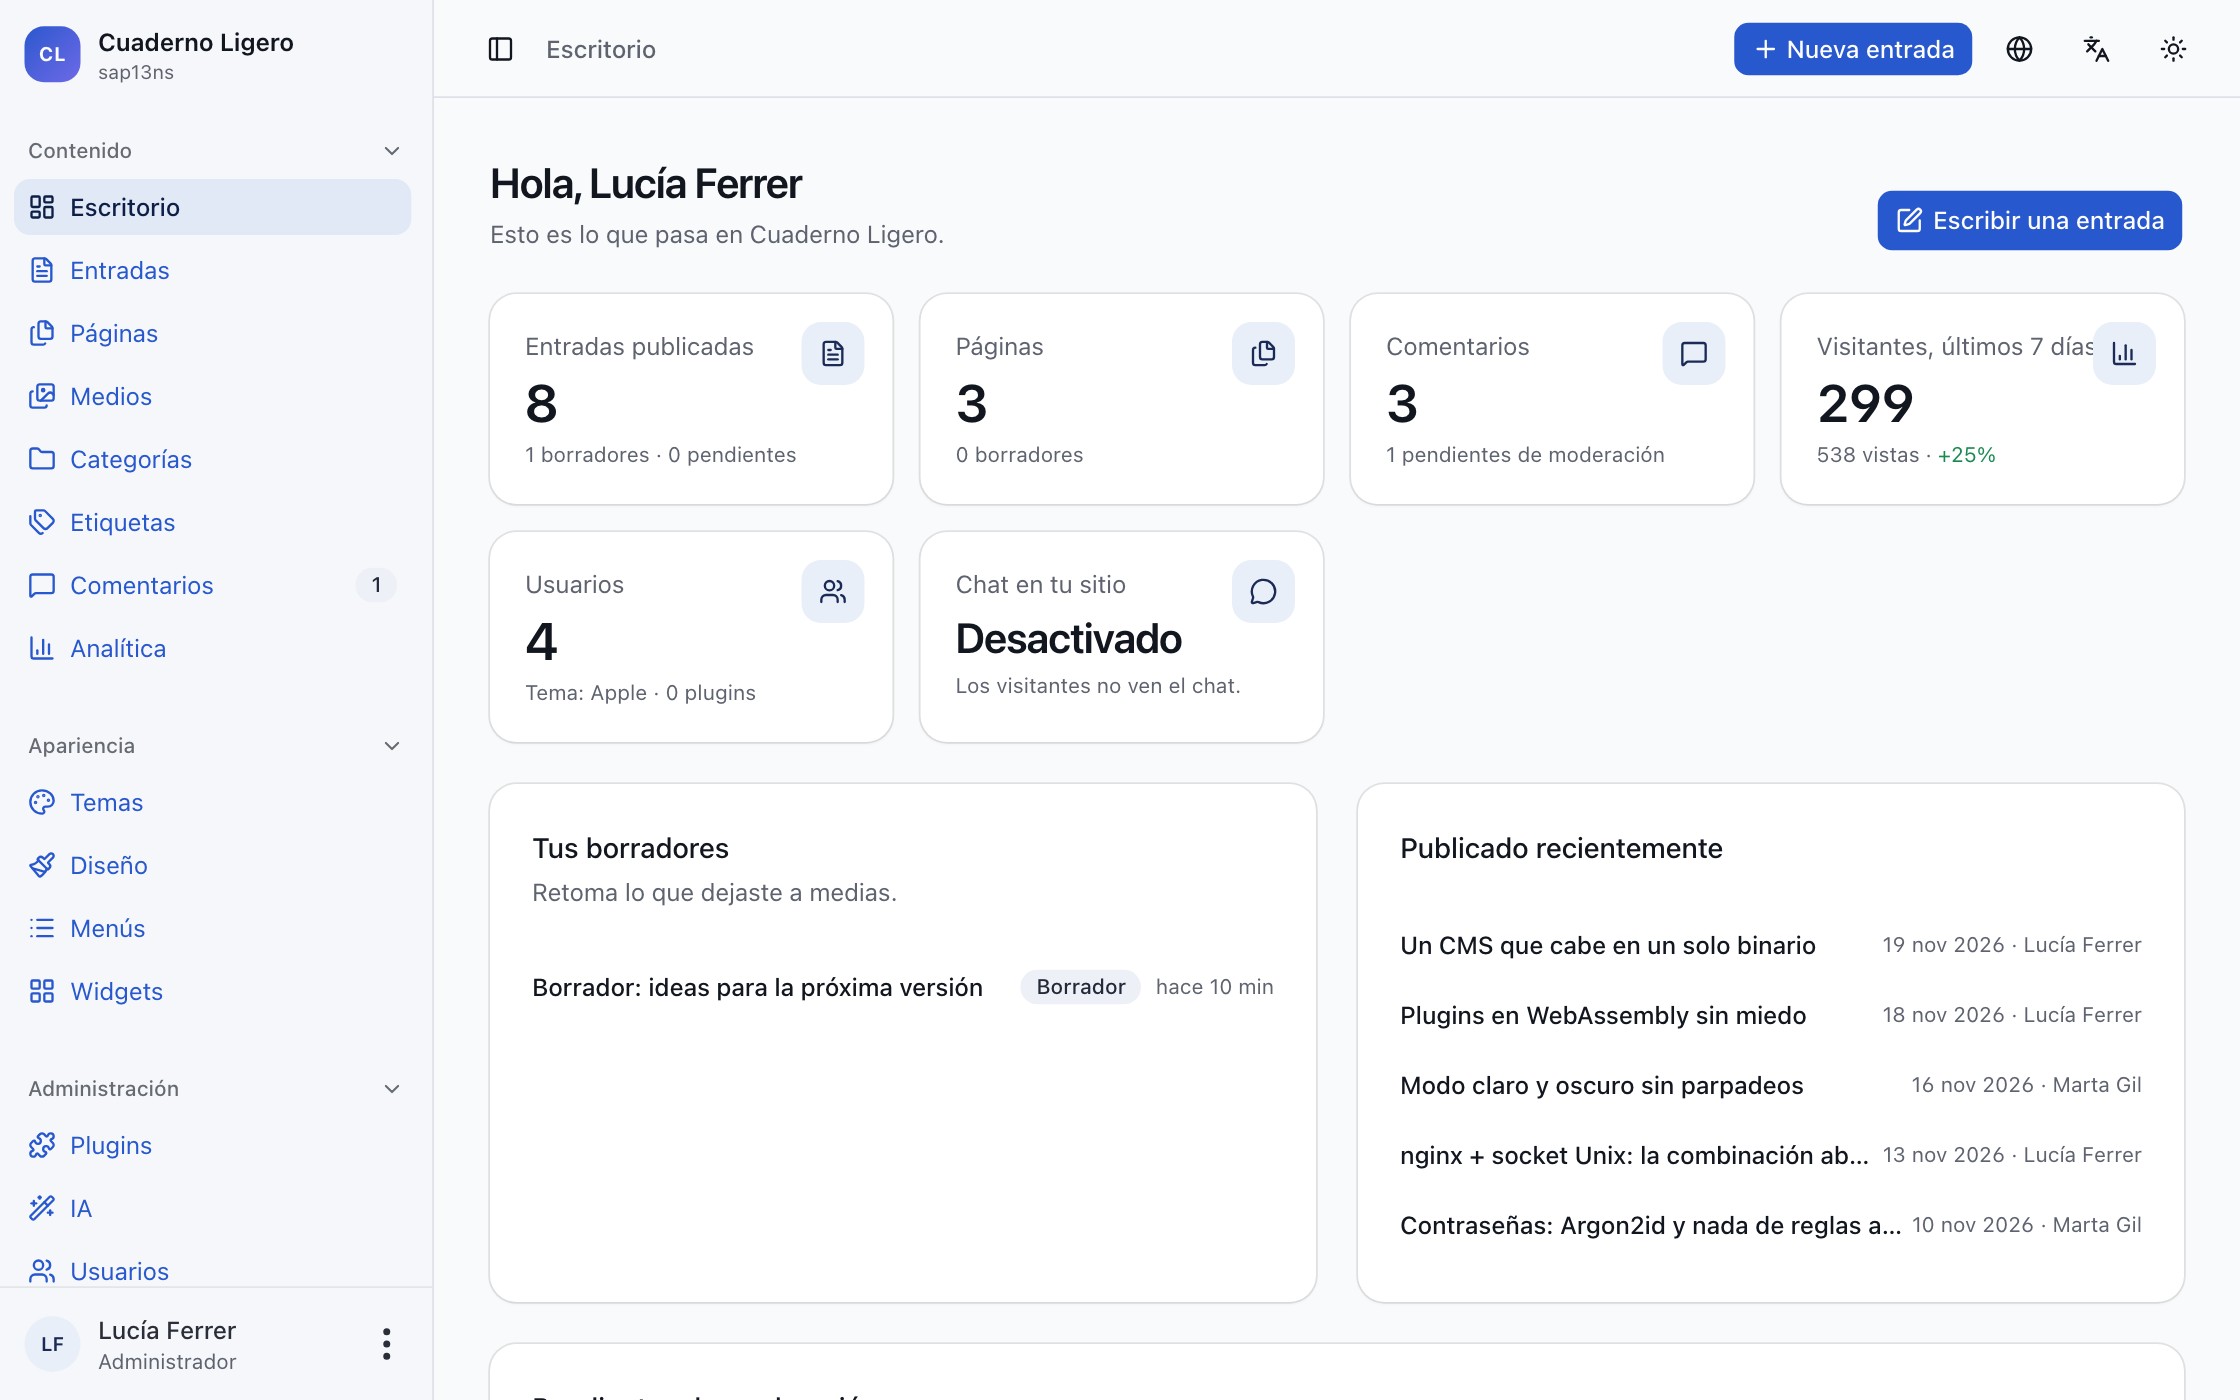 CL
Cuaderno Ligero
sap13ns
Contenido
Escritorio
Entradas
Páginas
Medios
Categorías
Etiquetas
Comentarios 1
Analítica
Apariencia
Temas
Diseño
Menús
Widgets
Administración
Plugins
IA
Usuarios
LF
Lucía Ferrer
Administrador
Escritorio
Nueva entrada
Hola, Lucía Ferrer
Esto es lo que pasa en Cuaderno Ligero.
Escribir una entrada
Entradas publicadas
8
1 borradores · 0 pendientes
Páginas
3
0 borradores
Comentarios
3
1 pendientes de moderación
Visitantes, últimos 7 días
299
538 vistas · +25%
Usuarios
4
Tema: Apple · 0 plugins
Chat en tu sitio
Desactivado
Los visitantes no ven el chat.
Tus borradores
Retoma lo que dejaste a medias.
Borrador: ideas para la próxima versión Borrador hace 10 min
Publicado recientemente
Un CMS que cabe en un solo binario 19 nov 2026 · Lucía Ferrer
Plugins en WebAssembly sin miedo 18 nov 2026 · Lucía Ferrer
Modo claro y oscuro sin parpadeos 16 nov 2026 · Marta Gil
nginx + socket Unix: la combinación ab... 13 nov 2026 · Lucía Ferrer
Contraseñas: Argon2id y nada de reglas a... 10 nov 2026 · Marta Gil